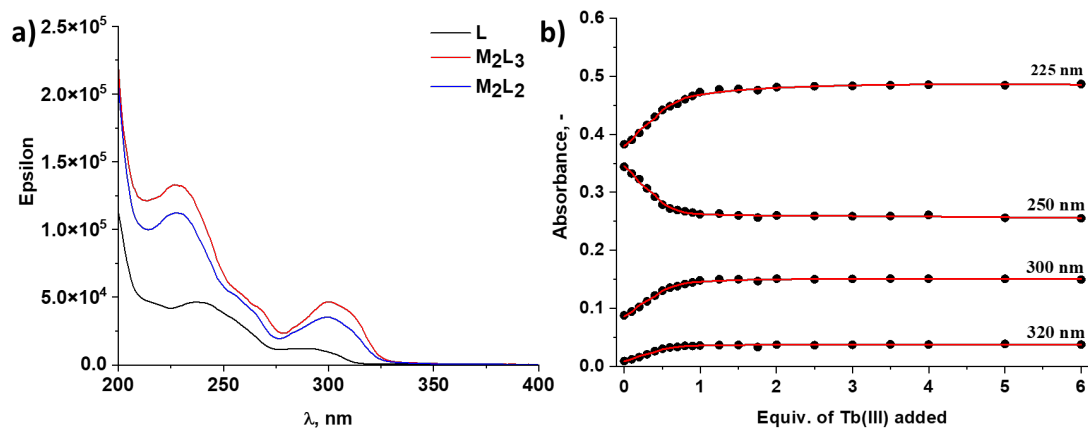 a)
L
M₂L₃
M₂L₂
Epsilon
2.5×10⁵
2.0×10⁵
1.5×10⁵
1.0×10⁵
5.0×10⁴
0.0
200 250 300 350 400
λ, nm
b)
Absorbance, -
0.6
0.5
0.4
0.3
0.2
0.1
0.0
225 nm
250 nm
300 nm
320 nm
0 1 2 3 4 5 6
Equiv. of Tb(III) added